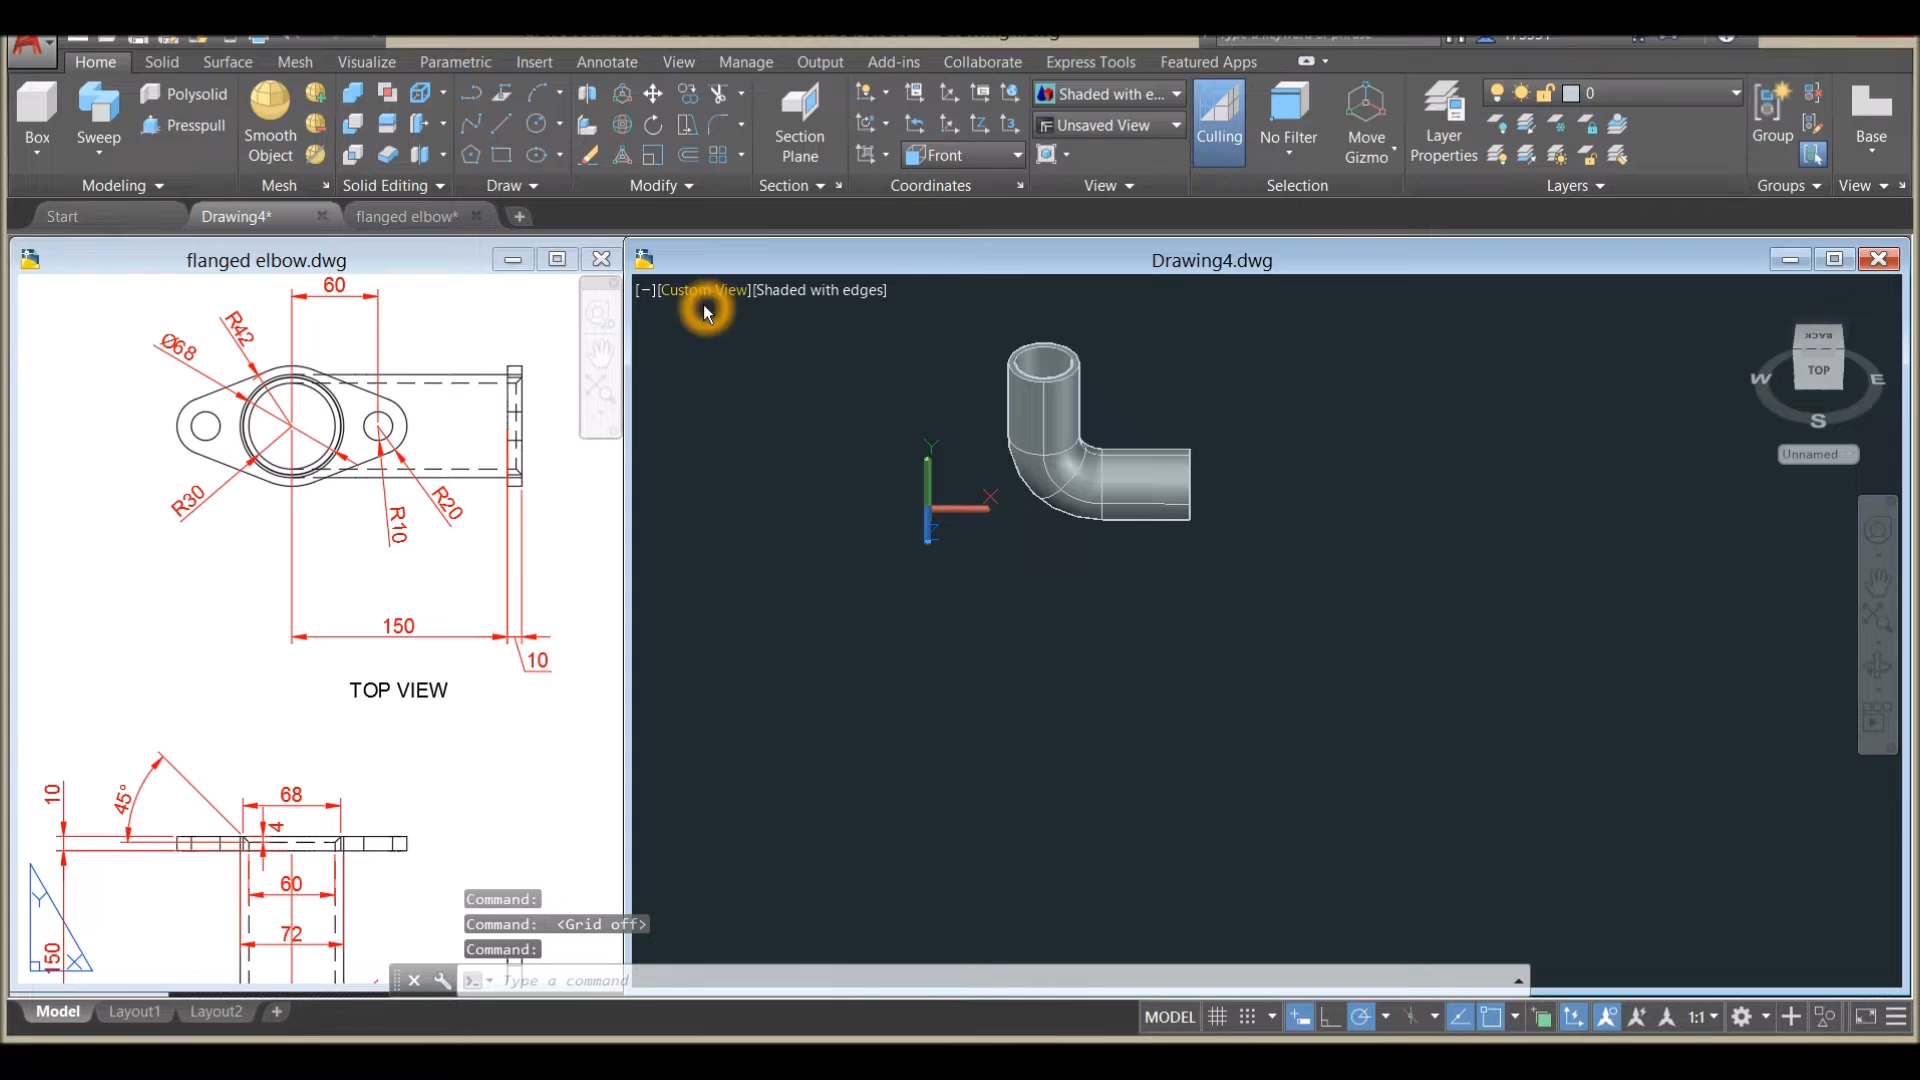 Home Solid Surface Mesh Visualize Parametric Insert Annotate View Manage Output Add-ins Collaborate Express Tools Featured Apps
Box
Sweep
Polysolid
Presspull
Smooth
Object
Section
Plane
Shaded with e...
Unsaved View
Front
Culling
No Filter
Move
Gizmo
Layer
Properties
0
Group
Base
Modeling Mesh Solid Editing Draw Modify Section Coordinates View Selection Layers Groups View
Start Drawing4* flanged elbow*
flanged elbow.dwg
Drawing4.dwg
[−][Custom View][Shaded with edges]
60
R42
Ø68
R30
R10
R20
150
10
TOP VIEW
10
45°
68
4
60
72
150
Y
X
Y
X
Z
BACK
TOP
W
E
S
Unnamed
Command:
Command: <Grid off>
Command:
Type a command
Model Layout1 Layout2
MODEL
1:1